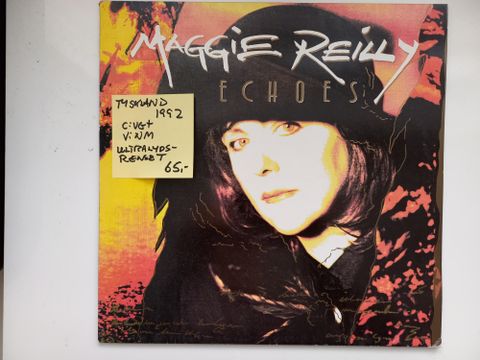 MAGGIE REILLY
ECHOES
TYSKLAND
1992
C:VG+
V:NM
ULTRALYDS-
RENSET
65,-